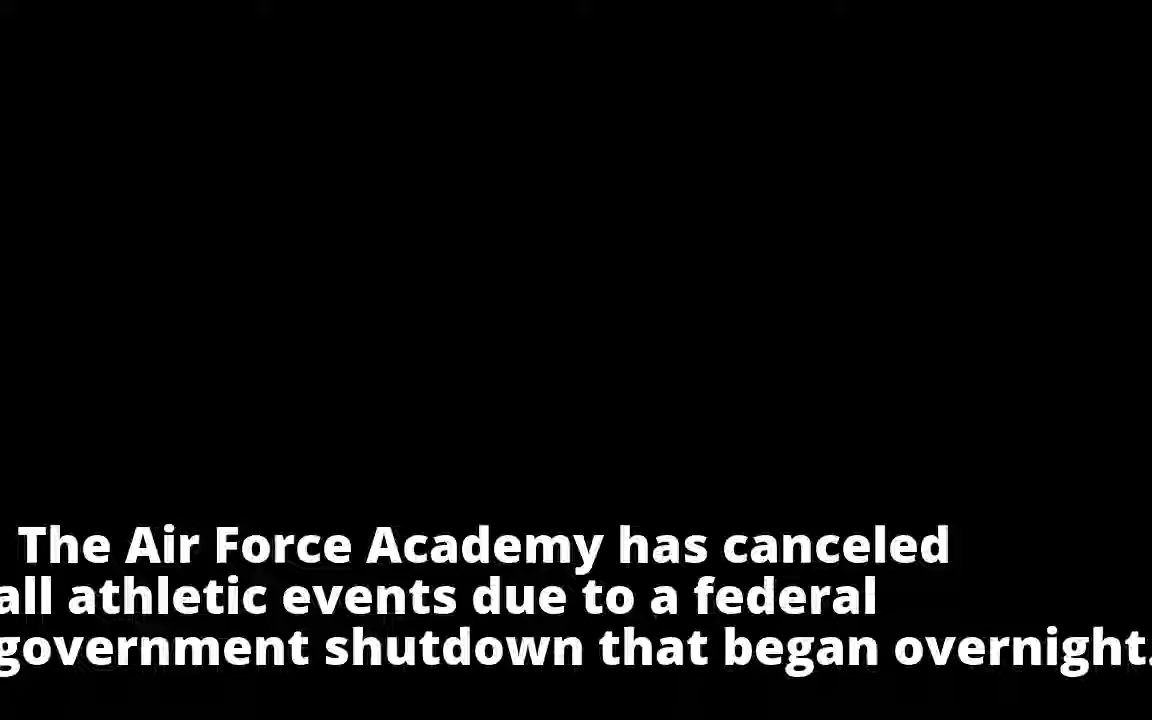 The Air Force Academy has canceled
all athletic events due to a federal
government shutdown that began overnight.